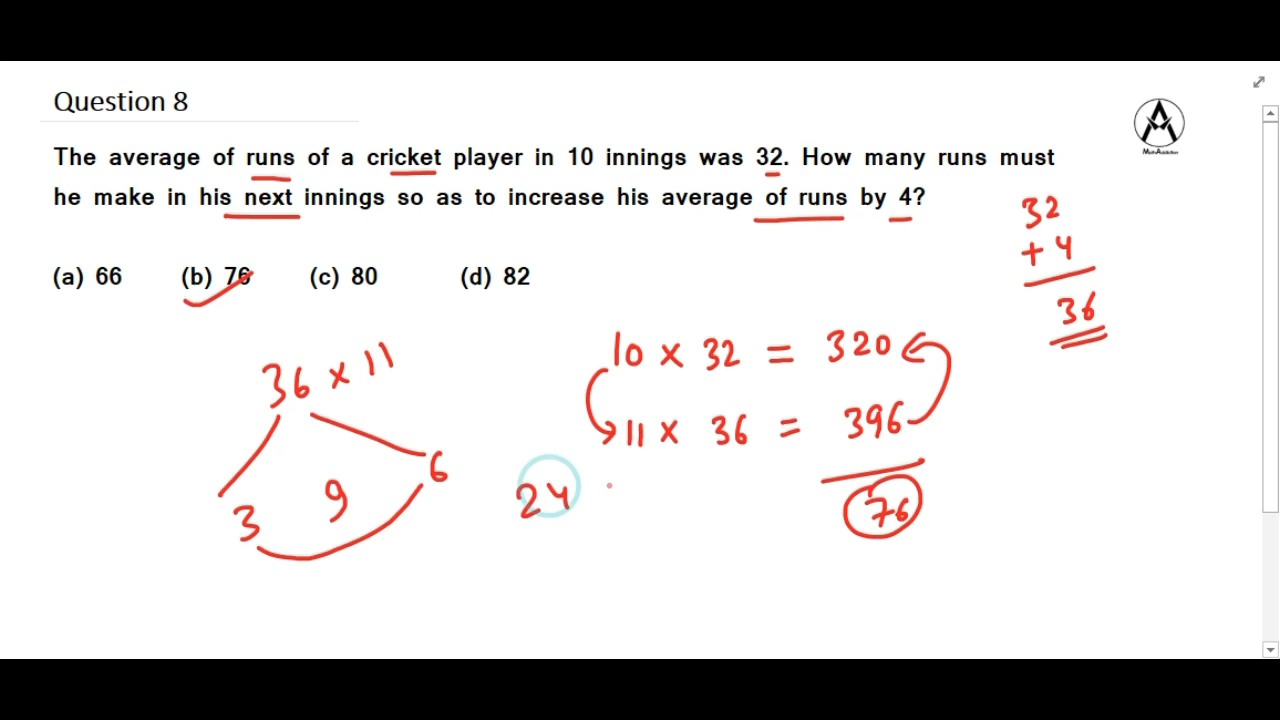 Question 8
The average of runs of a cricket player in 10 innings was 32. How many runs must
he make in his next innings so as to increase his average of runs by 4?
(a) 66 (b) 76 (c) 80 (d) 82
32
+ 4
36
10 × 32 = 320
11 × 36 = 396
76
36 × 11
3 9 6
24
MathAddiction